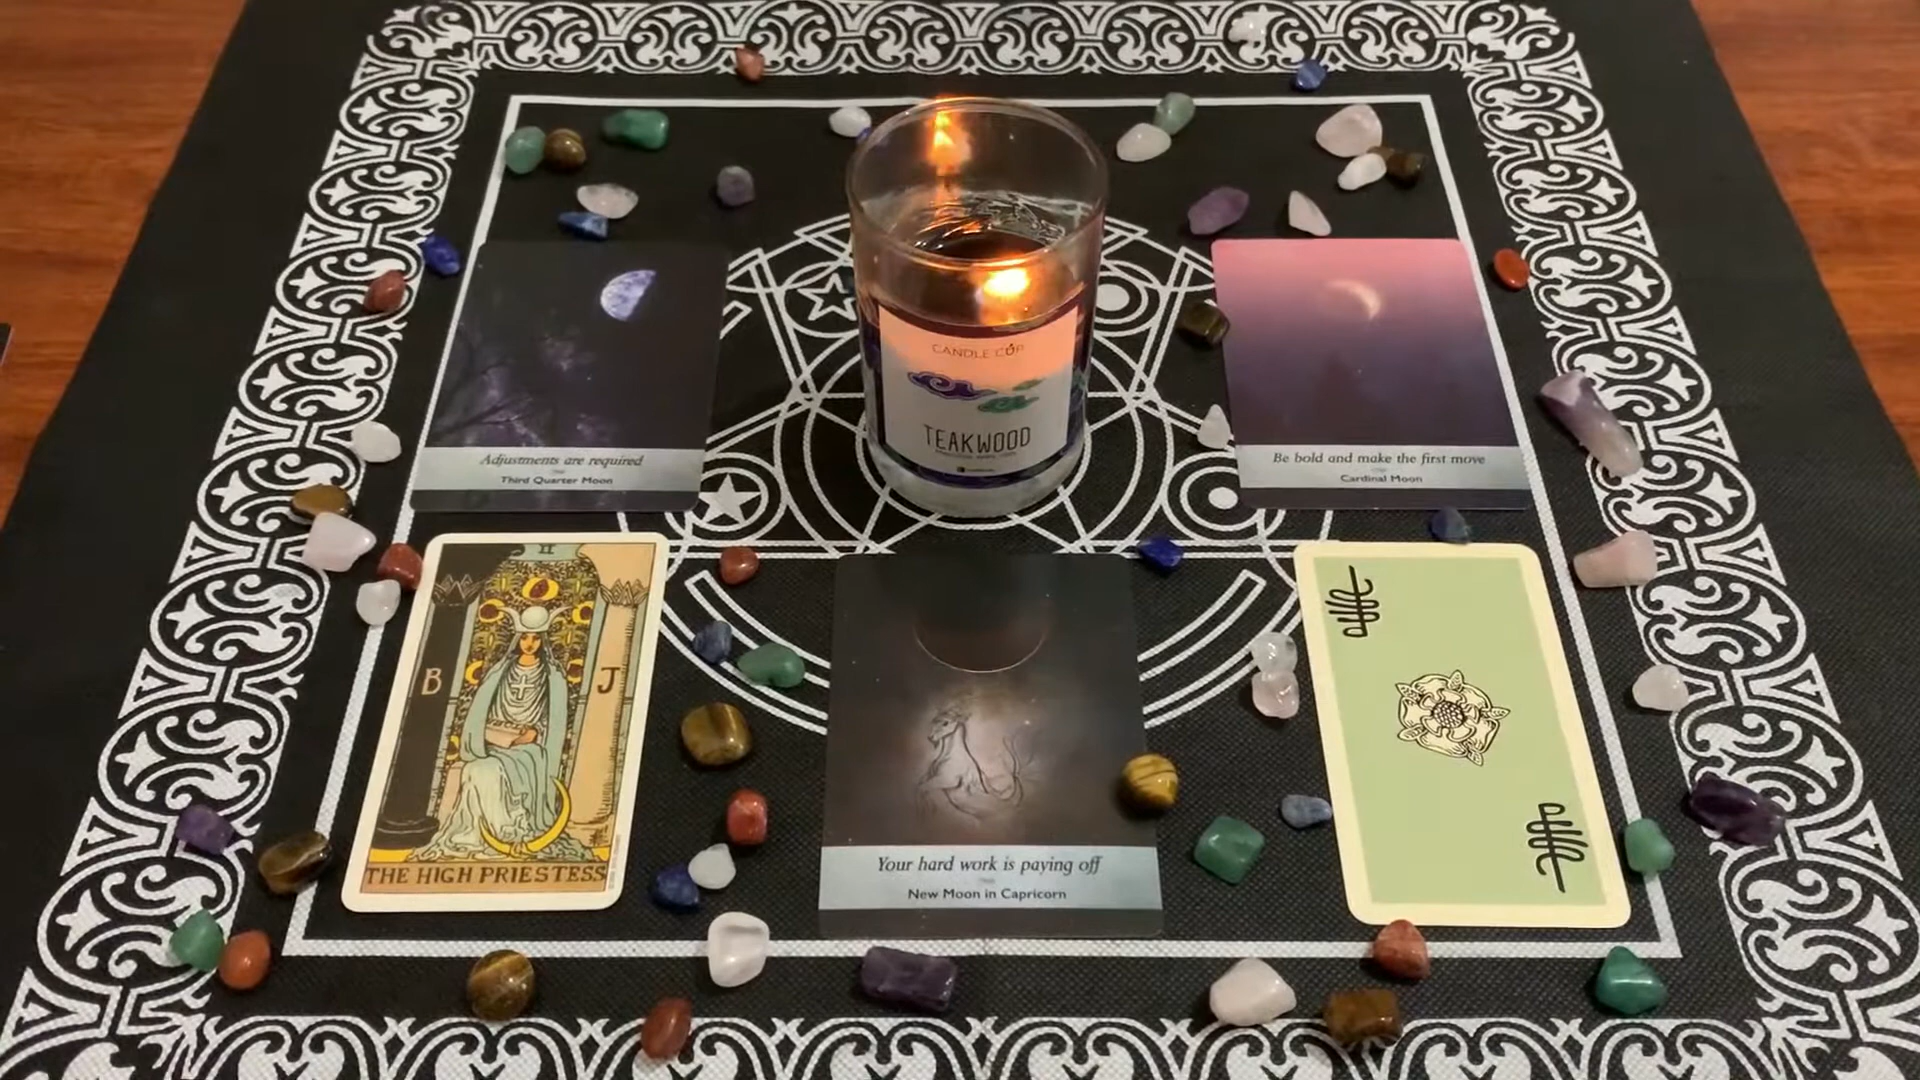 CANDLE CUP
TEAKWOOD
Adjustments are required
Third Quarter Moon
Be bold and make the first move
Cardinal Moon
II
B
J
THE HIGH PRIESTESS
Your hard work is paying off
New Moon in Capricorn